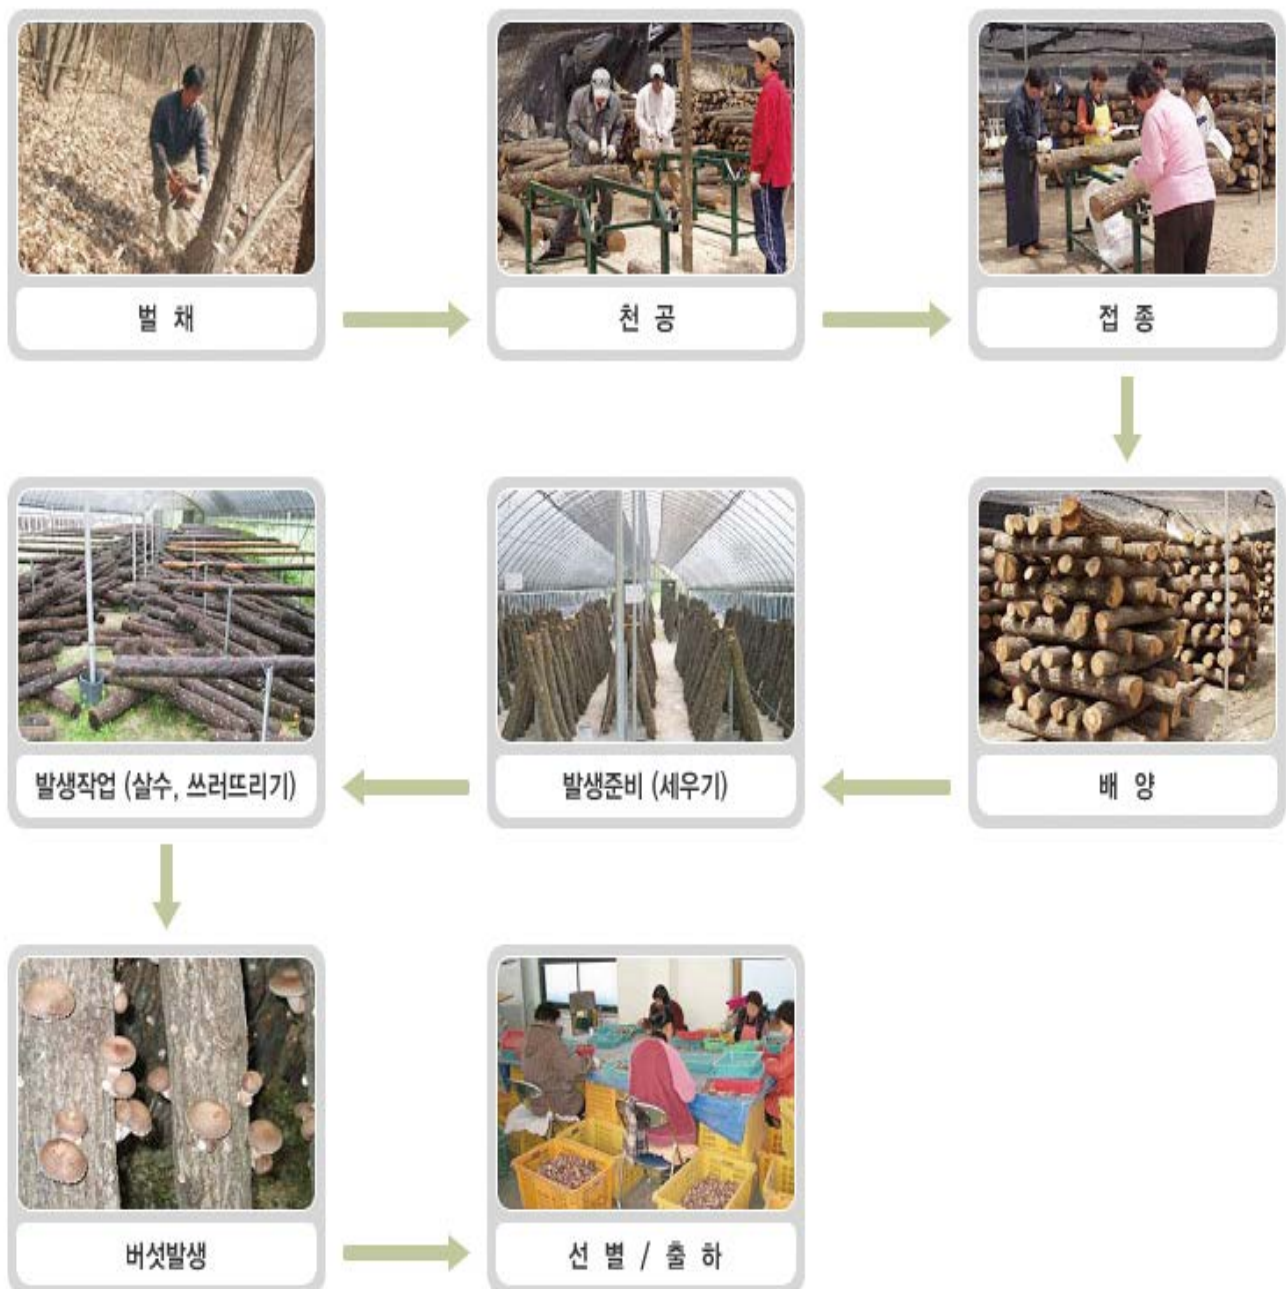 벌 채
천 공
접 종
배 양
발생준비 (세우기)
발생작업 (살수, 쓰러뜨리기)
버섯발생
선 별 / 출 하